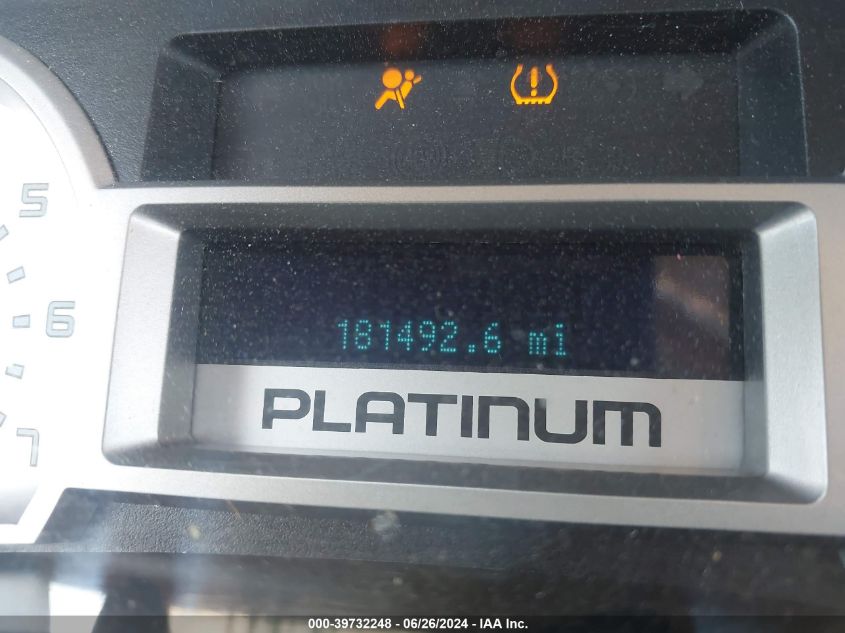 5
6
7
181492.6 mi
PLATINUM
000-39732248 - 06/26/2024 - IAA Inc.